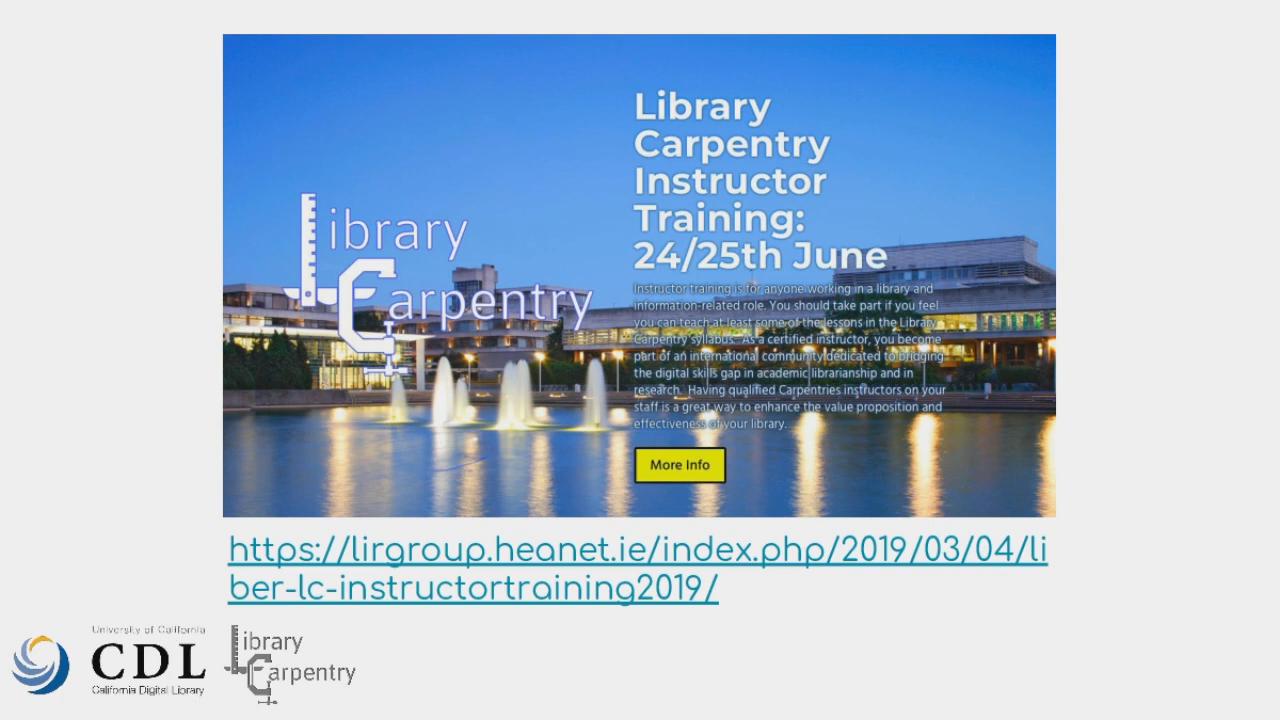 Library
Carpentry
Instructor
Training:
24/25th June
Library
Carpentry
Instructor training is for anyone working in a library and
information-related role. You should take part if you feel
you can teach at least some of the lessons in the Library
Carpentry syllabus. As a certified instructor, you become
part of an international community dedicated to bridging
the digital skills gap in academic librarianship and in
research. Having qualified Carpentries instructors on your
staff is a great way to enhance the value proposition and
effectiveness of your library.
More Info
https://lirgroup.heanet.ie/index.php/2019/03/04/li
ber-lc-instructortraining2019/
University of California
CDL
California Digital Library
Library
Carpentry